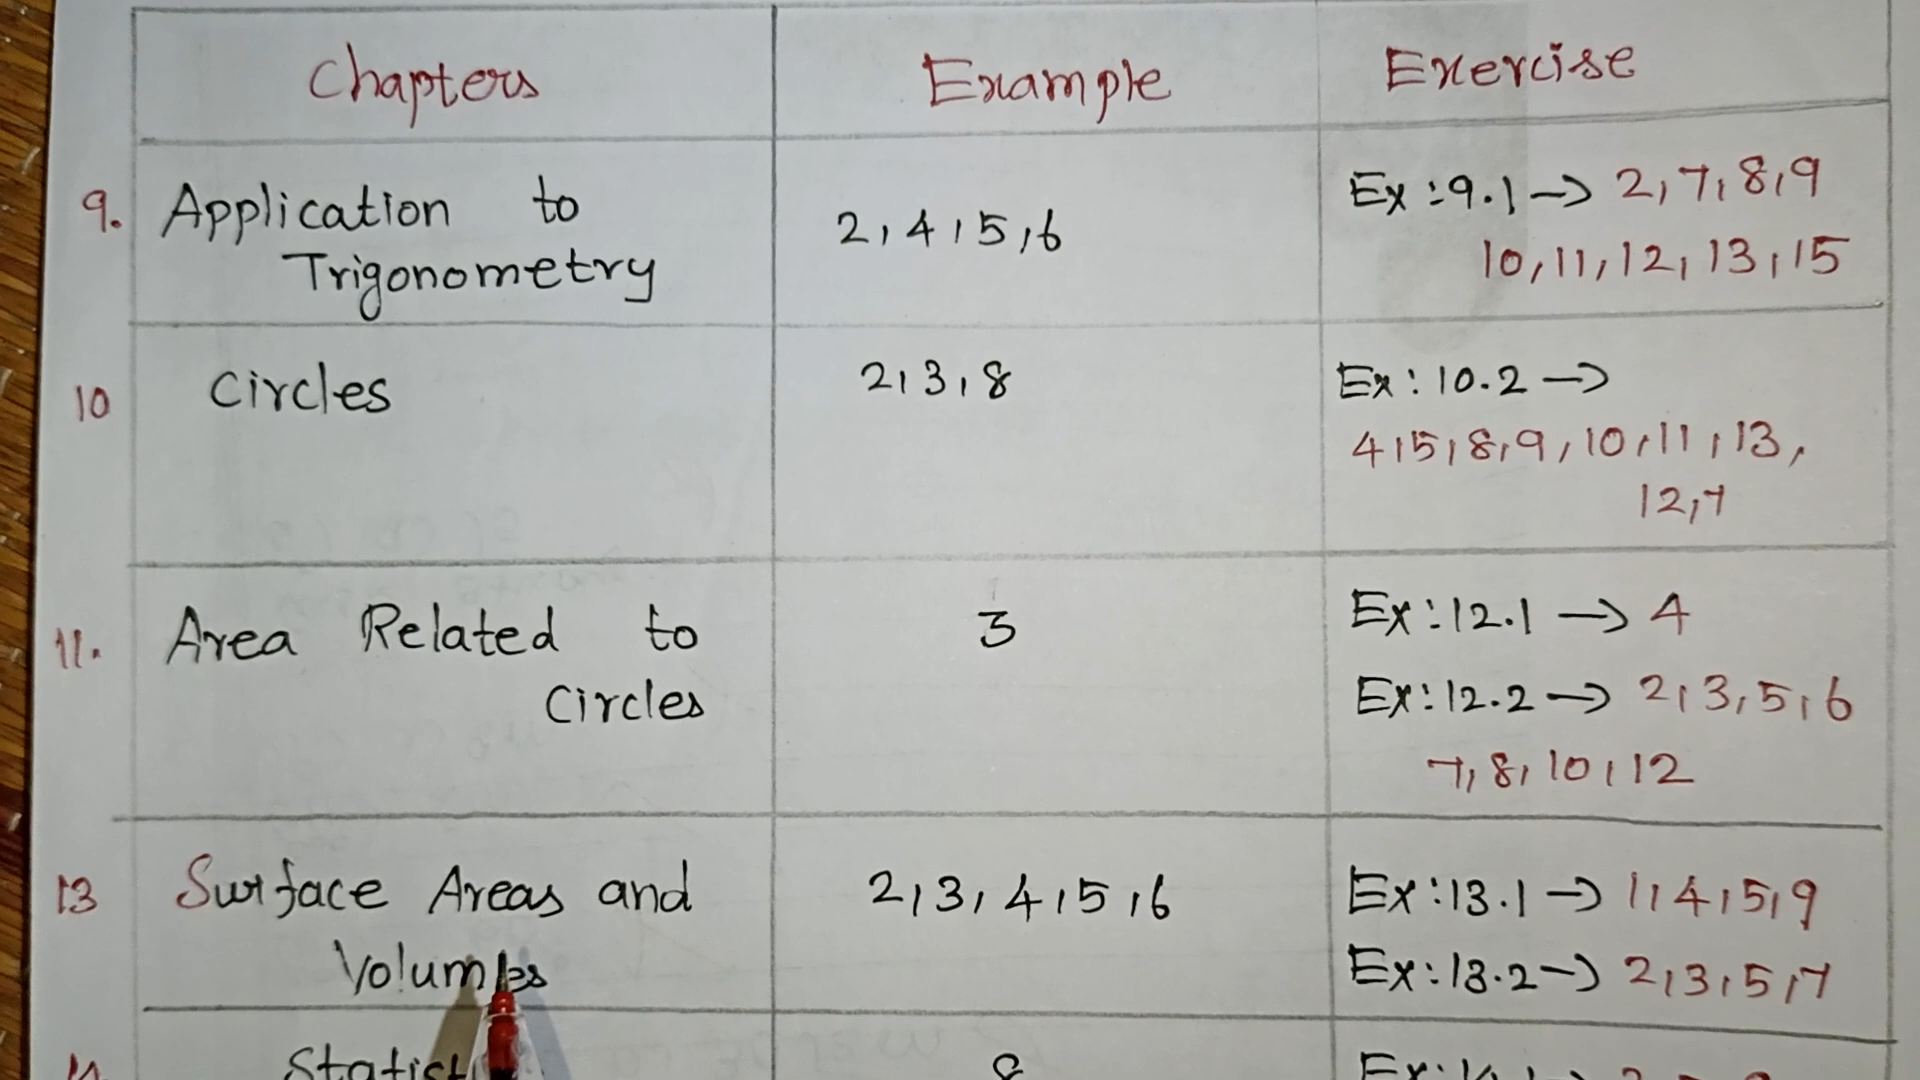 Chapters Example Exercise
9. Application to 2, 4, 5, 6 Ex : 9.1 → 2, 7, 8, 9
Trigonometry 10, 11, 12, 13, 15
10 Circles 2, 3, 8 Ex : 10.2 →
4, 5, 8, 9, 10, 11, 13,
12, 7
11. Area Related to 3 Ex : 12.1 → 4
Circles Ex : 12.2 → 2, 3, 5, 6
7, 8, 10, 12
13 Surface Areas and 2, 3, 4, 5, 6 Ex : 13.1 → 1, 4, 5, 9
Volumes Ex : 13.2 → 2, 3, 5, 7